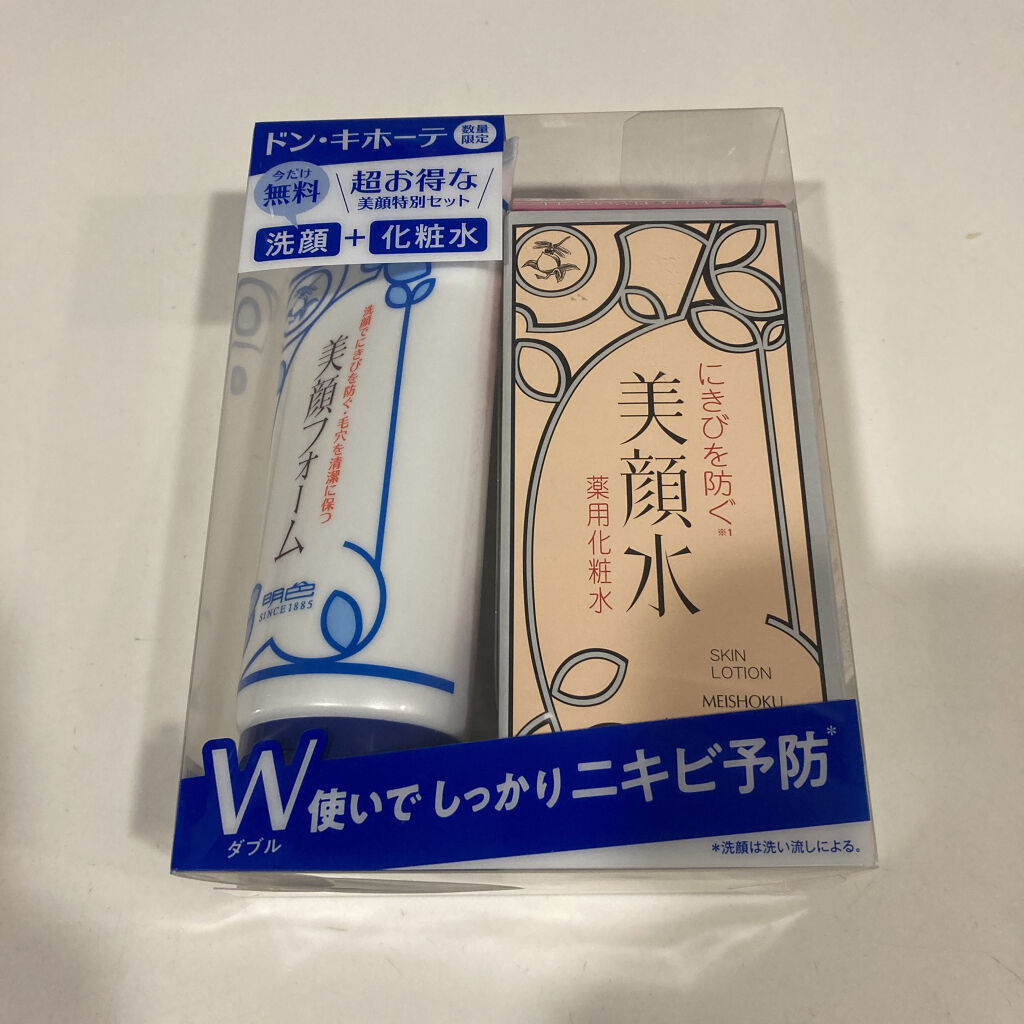 ドン・キホーテ
数量
限定
今だけ
無料
超お得な
美顔特別セット
洗顔+化粧水
洗顔でにきびを防ぐ・毛穴を清潔に保つ
美顔フォーム
明色
SINCE 1885
にきびを防ぐ※1
美顔水
薬用化粧水
SKIN
LOTION
MEISHOKU
W使いでしっかりニキビ予防*
ダブル
*洗顔は洗い流しによる。